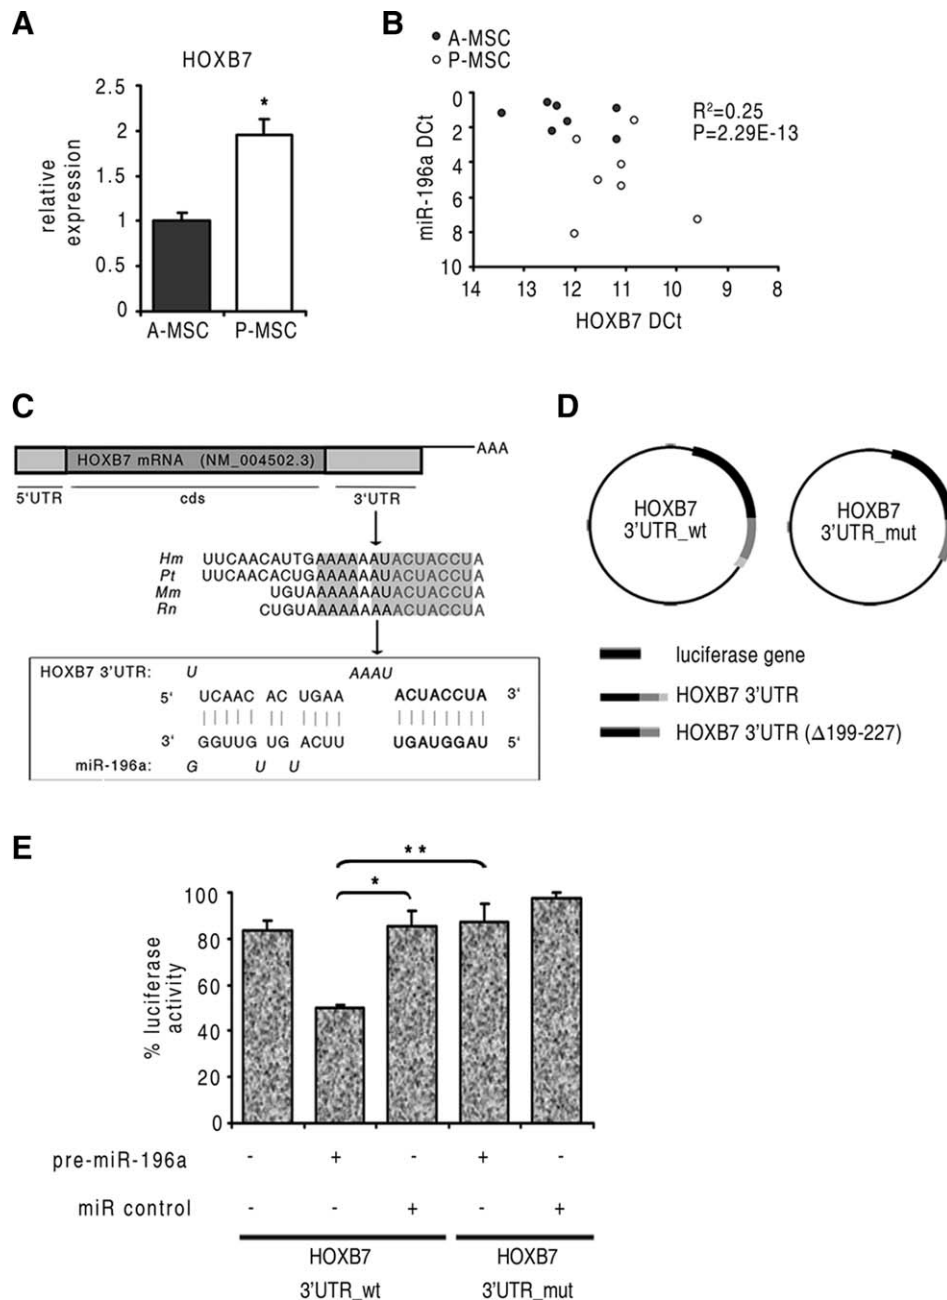 A
HOXB7
2.5
2
1.5
1
0.5
0
relative
expression
*
A-MSC P-MSC
B
A-MSC
P-MSC
0
2
4
6
8
10
miR-196a DCt
R²=0.25
P=2.29E-13
14 13 12 11 10 9 8
HOXB7 DCt
C
HOXB7 mRNA (NM_004502.3)
AAA
5'UTR cds 3'UTR
Hm UUCAACAUUGAAAAAAUACUACCUA
Pt UUCAACACUGAAAAAAUACUACCUA
Mm UGUAAAAAAAUACUACCUA
Rn CUGUAAAAAAAAACUACCUA
HOXB7 3'UTR: U AAAU
5' UCAAC AC UGAA ACUACCUA 3'
3' GGUUG UG ACUU UGAUGGAU 5'
miR-196a: G U U
D
HOXB7
3'UTR_wt
HOXB7
3'UTR_mut
luciferase gene
HOXB7 3'UTR
HOXB7 3'UTR (Δ199-227)
E
* *
*
100
80
60
40
20
0
% luciferase
activity
pre-miR-196a - + - + -
miR control - - + - +
HOXB7
3'UTR_wt
HOXB7
3'UTR_mut